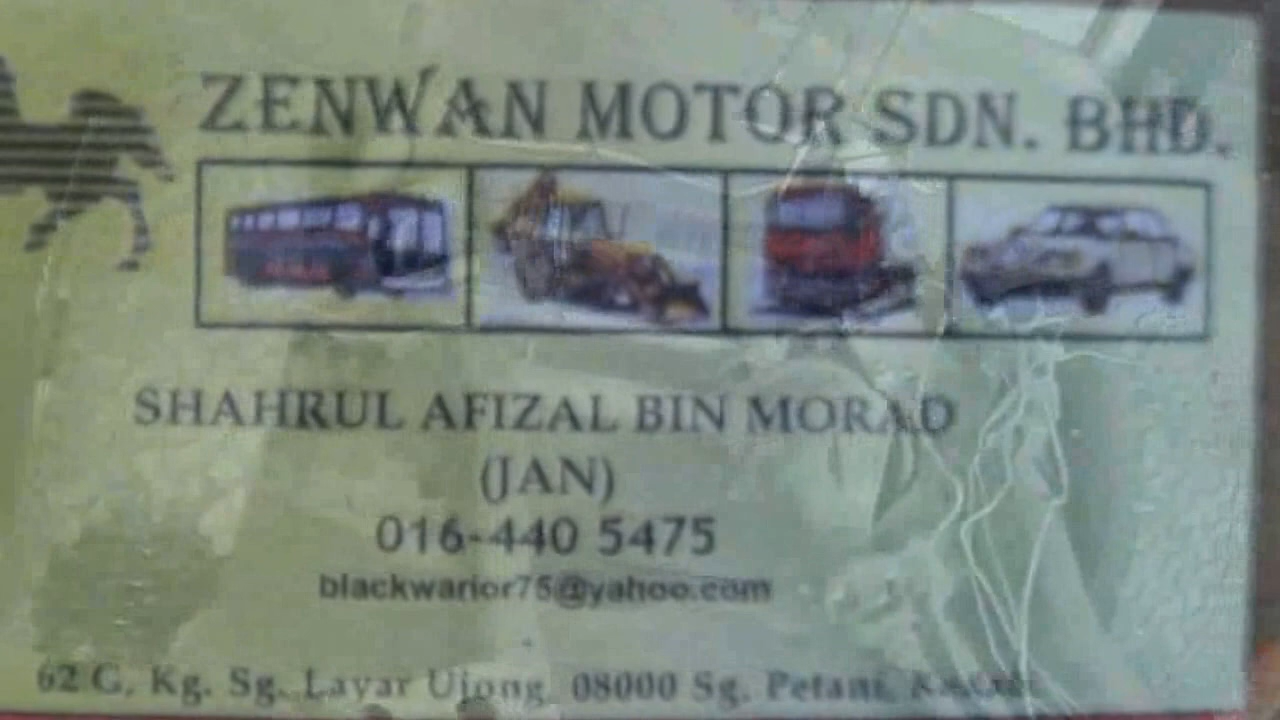 ZENWAN MOTOR SDN. BHD.
SHAHRUL AFIZAL BIN MORAD
(JAN)
016-440 5475
blackwarior75@yahoo.com
62 G, Kg. Sg. Layar Ujong, 08000 Sg. Petani,